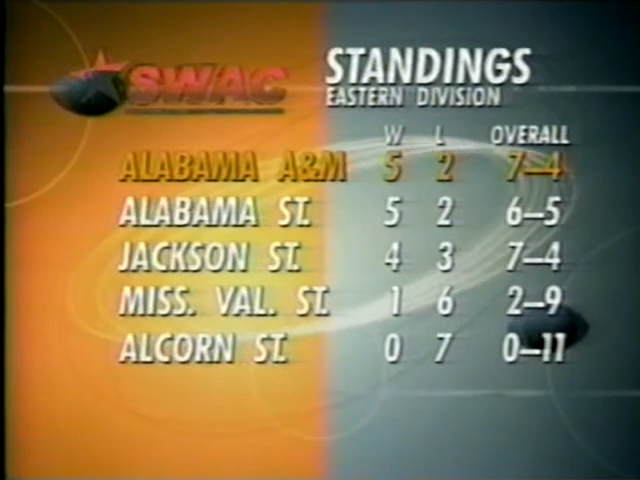 SWAC
STANDINGS
EASTERN DIVISION
W L OVERALL
ALABAMA A&M 5 2 7–4
ALABAMA ST. 5 2 6–5
JACKSON ST. 4 3 7–4
MISS. VAL. ST. 1 6 2–9
ALCORN ST. 0 7 0–11